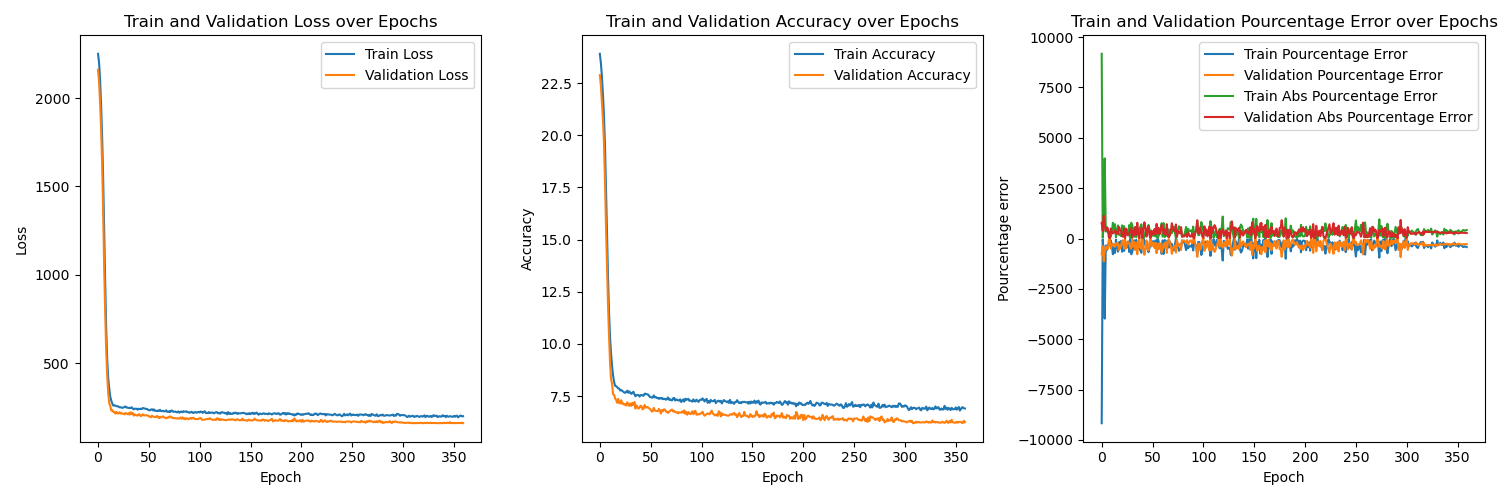 Train and Validation Loss over Epochs
Train Loss
Validation Loss
Loss
2000
1500
1000
500
0 50 100 150 200 250 300 350
Epoch
Train and Validation Accuracy over Epochs
Train Accuracy
Validation Accuracy
Accuracy
22.5
20.0
17.5
15.0
12.5
10.0
7.5
0 50 100 150 200 250 300 350
Epoch
Train and Validation Pourcentage Error over Epochs
Train Pourcentage Error
Validation Pourcentage Error
Train Abs Pourcentage Error
Validation Abs Pourcentage Error
Pourcentage error
10000
7500
5000
2500
0
−2500
−5000
−7500
−10000
0 50 100 150 200 250 300 350
Epoch